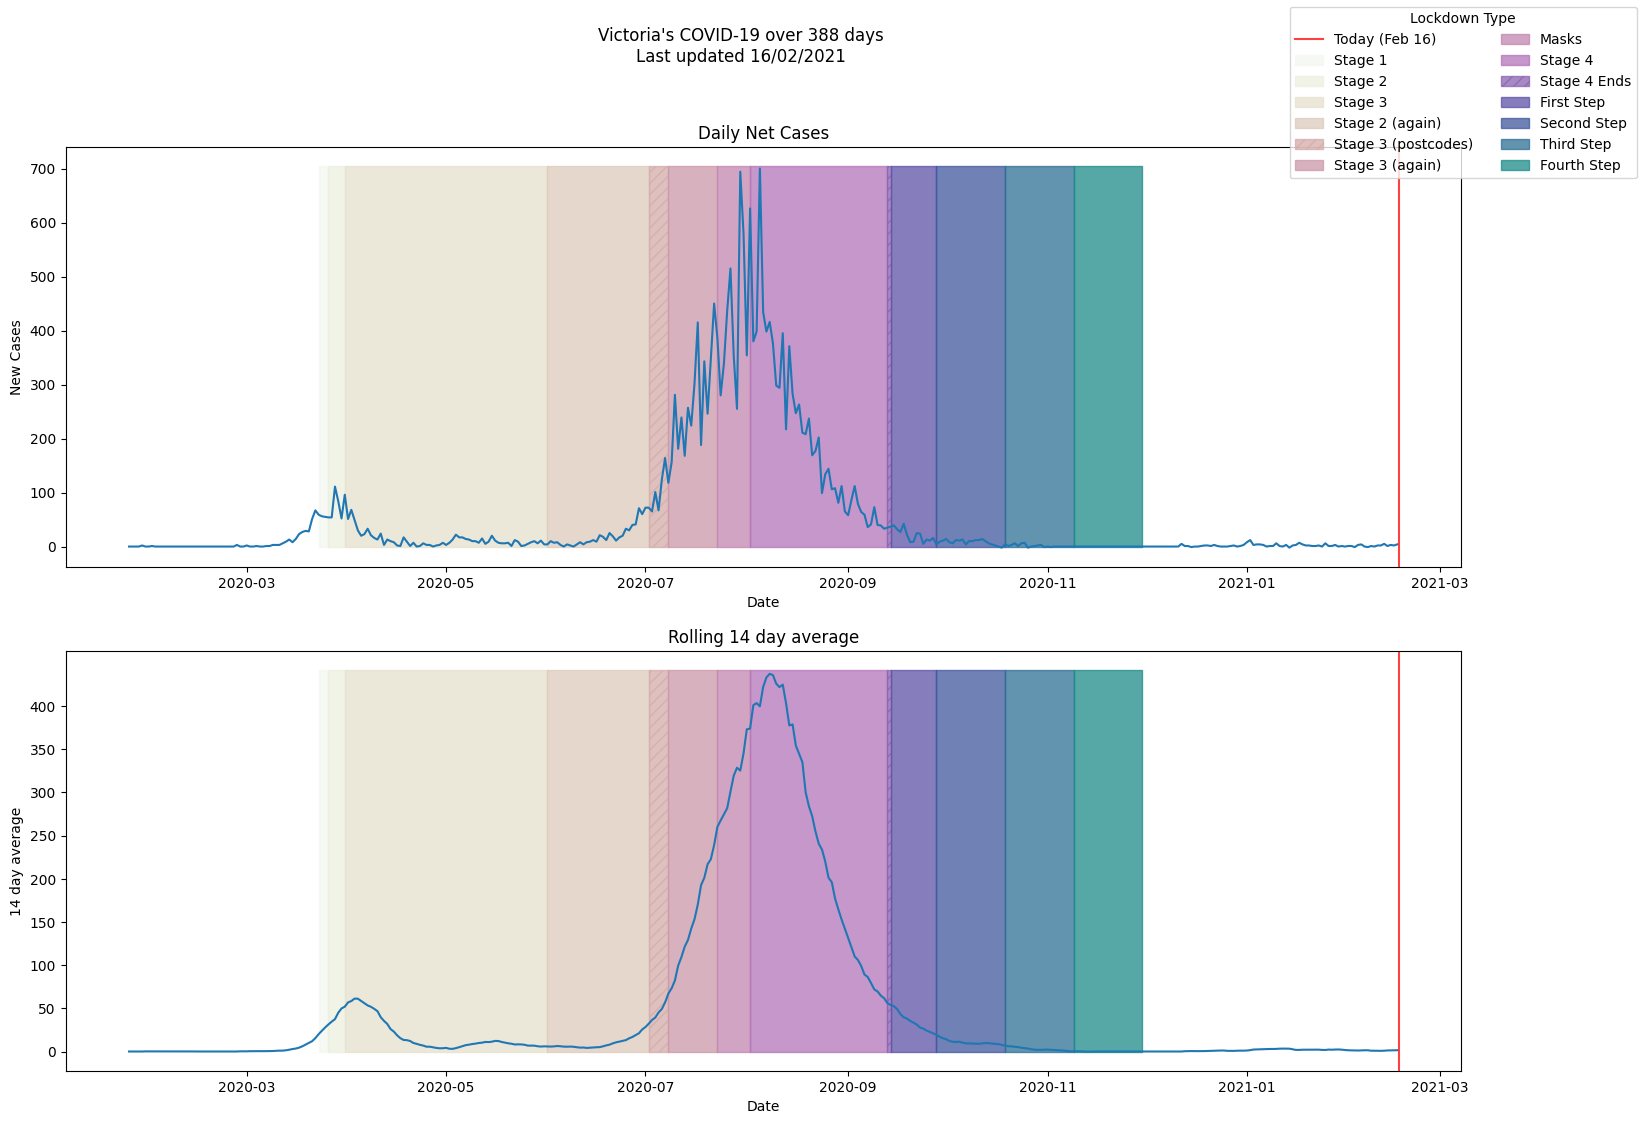 Victoria's COVID-19 over 388 days
Last updated 16/02/2021
Lockdown Type
Today (Feb 16)
Stage 1
Stage 2
Stage 3
Stage 2 (again)
Stage 3 (postcodes)
Stage 3 (again)
Masks
Stage 4
Stage 4 Ends
First Step
Second Step
Third Step
Fourth Step
Daily Net Cases
New Cases
700
600
500
400
300
200
100
0
2020-03
2020-05
2020-07
2020-09
2020-11
2021-01
2021-03
Date
Rolling 14 day average
14 day average
400
350
300
250
200
150
100
50
0
2020-03
2020-05
2020-07
2020-09
2020-11
2021-01
2021-03
Date